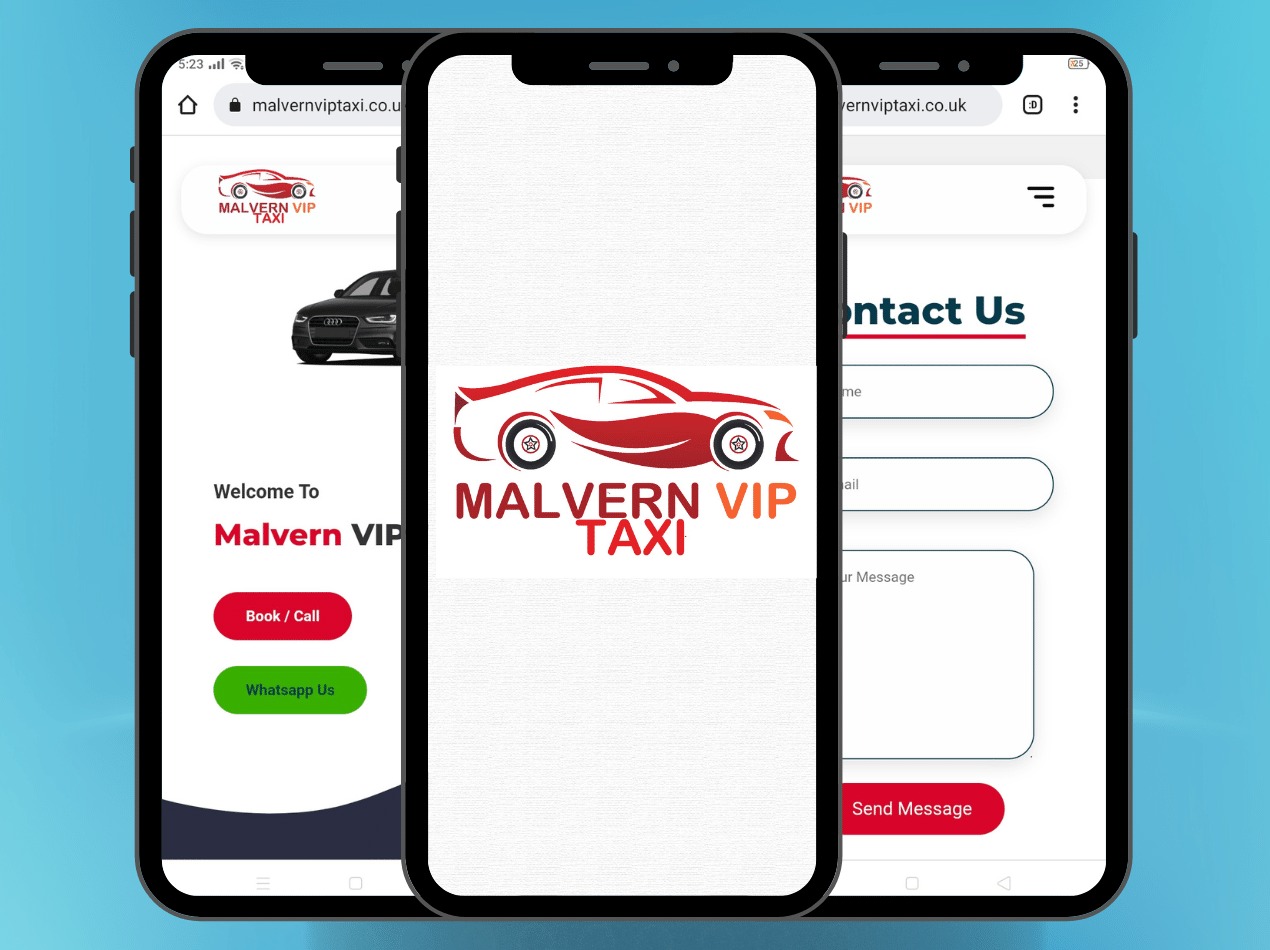 5:23
malvernviptaxi.co.u
MALVERN VIP
TAXI
Welcome To
Malvern VIP
Book / Call
Whatsapp Us
MALVERN VIP
TAXI
25
vernviptaxi.co.uk
:D
VIP
ontact Us
me
ail
ur Message
Send Message